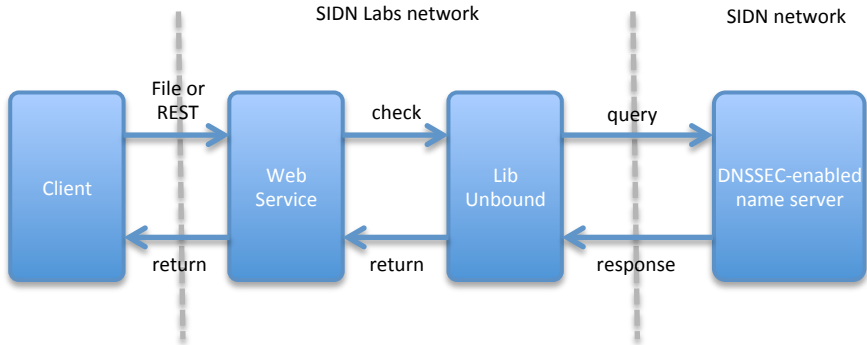 SIDN Labs network
SIDN network
File or
REST
check
query
Client
Web
Service
Lib
Unbound
DNSSEC-enabled
name server
return
return
response